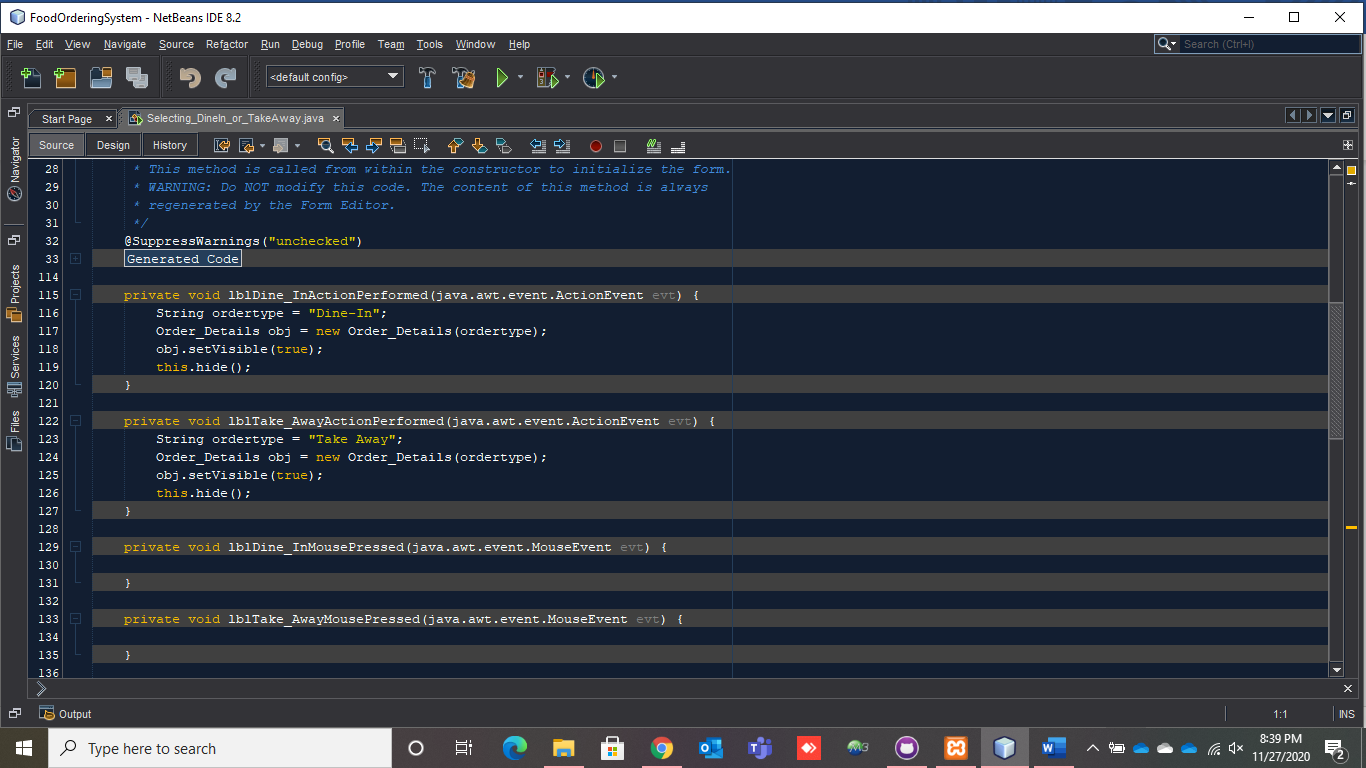 FoodOrderingSystem - NetBeans IDE 8.2
File Edit View Navigate Source Refactor Run Debug Profile Team Tools Window Help
Search (Ctrl+I)
<default config>
Start Page
Selecting_DineIn_or_TakeAway.java
Source Design History
Navigator
Projects
Services
Files
28 * This method is called from within the constructor to initialize the form.
29 * WARNING: Do NOT modify this code. The content of this method is always
30 * regenerated by the Form Editor.
31 */
32 @SuppressWarnings("unchecked")
33 Generated Code
114
115 private void lblDine_InActionPerformed(java.awt.event.ActionEvent evt) {
116 String ordertype = "Dine-In";
117 Order_Details obj = new Order_Details(ordertype);
118 obj.setVisible(true);
119 this.hide();
120 }
121
122 private void lblTake_AwayActionPerformed(java.awt.event.ActionEvent evt) {
123 String ordertype = "Take Away";
124 Order_Details obj = new Order_Details(ordertype);
125 obj.setVisible(true);
126 this.hide();
127 }
128
129 private void lblDine_InMousePressed(java.awt.event.MouseEvent evt) {
130
131 }
132
133 private void lblTake_AwayMousePressed(java.awt.event.MouseEvent evt) {
134
135 }
136
Output
1:1 INS
Type here to search
8:39 PM
11/27/2020
2